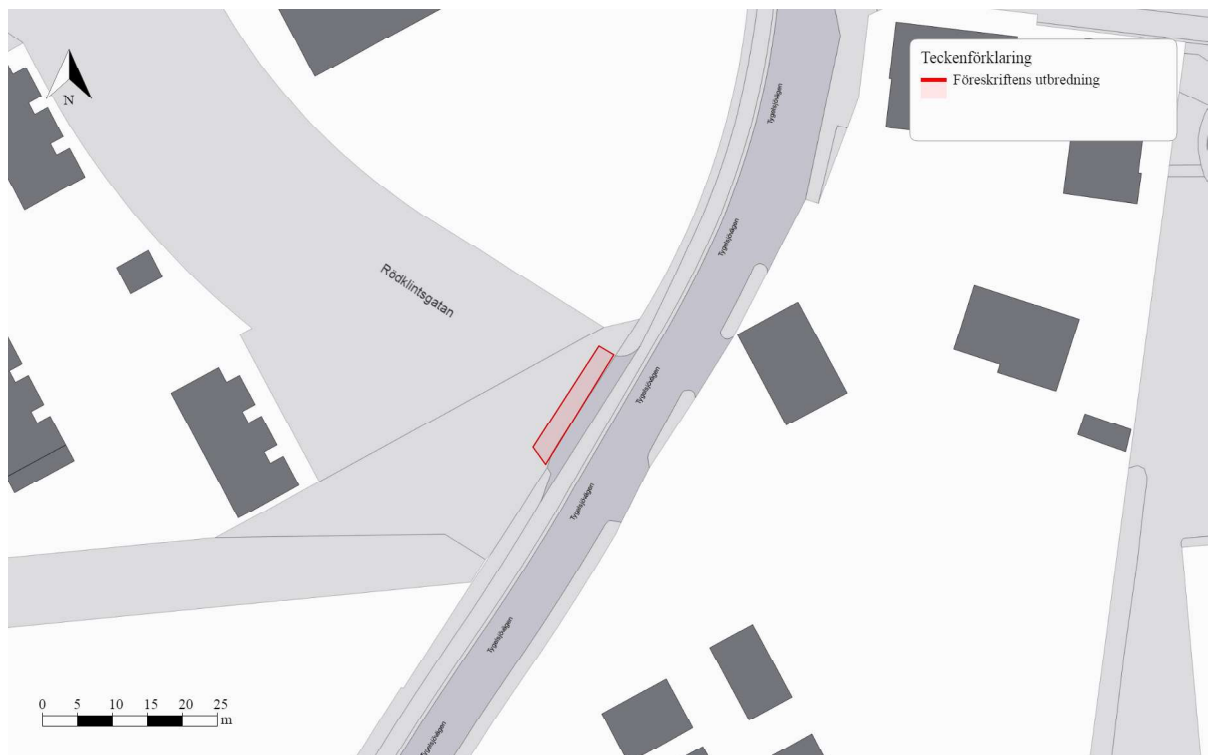 Teckenförklaring
Föreskriftens utbredning
N
Tygelsjövägen
Tygelsjövägen
Rödklintsgatan
Tygelsjövägen
Tygelsjövägen
Tygelsjövägen
Tygelsjövägen
0 5 10 15 20 25
m